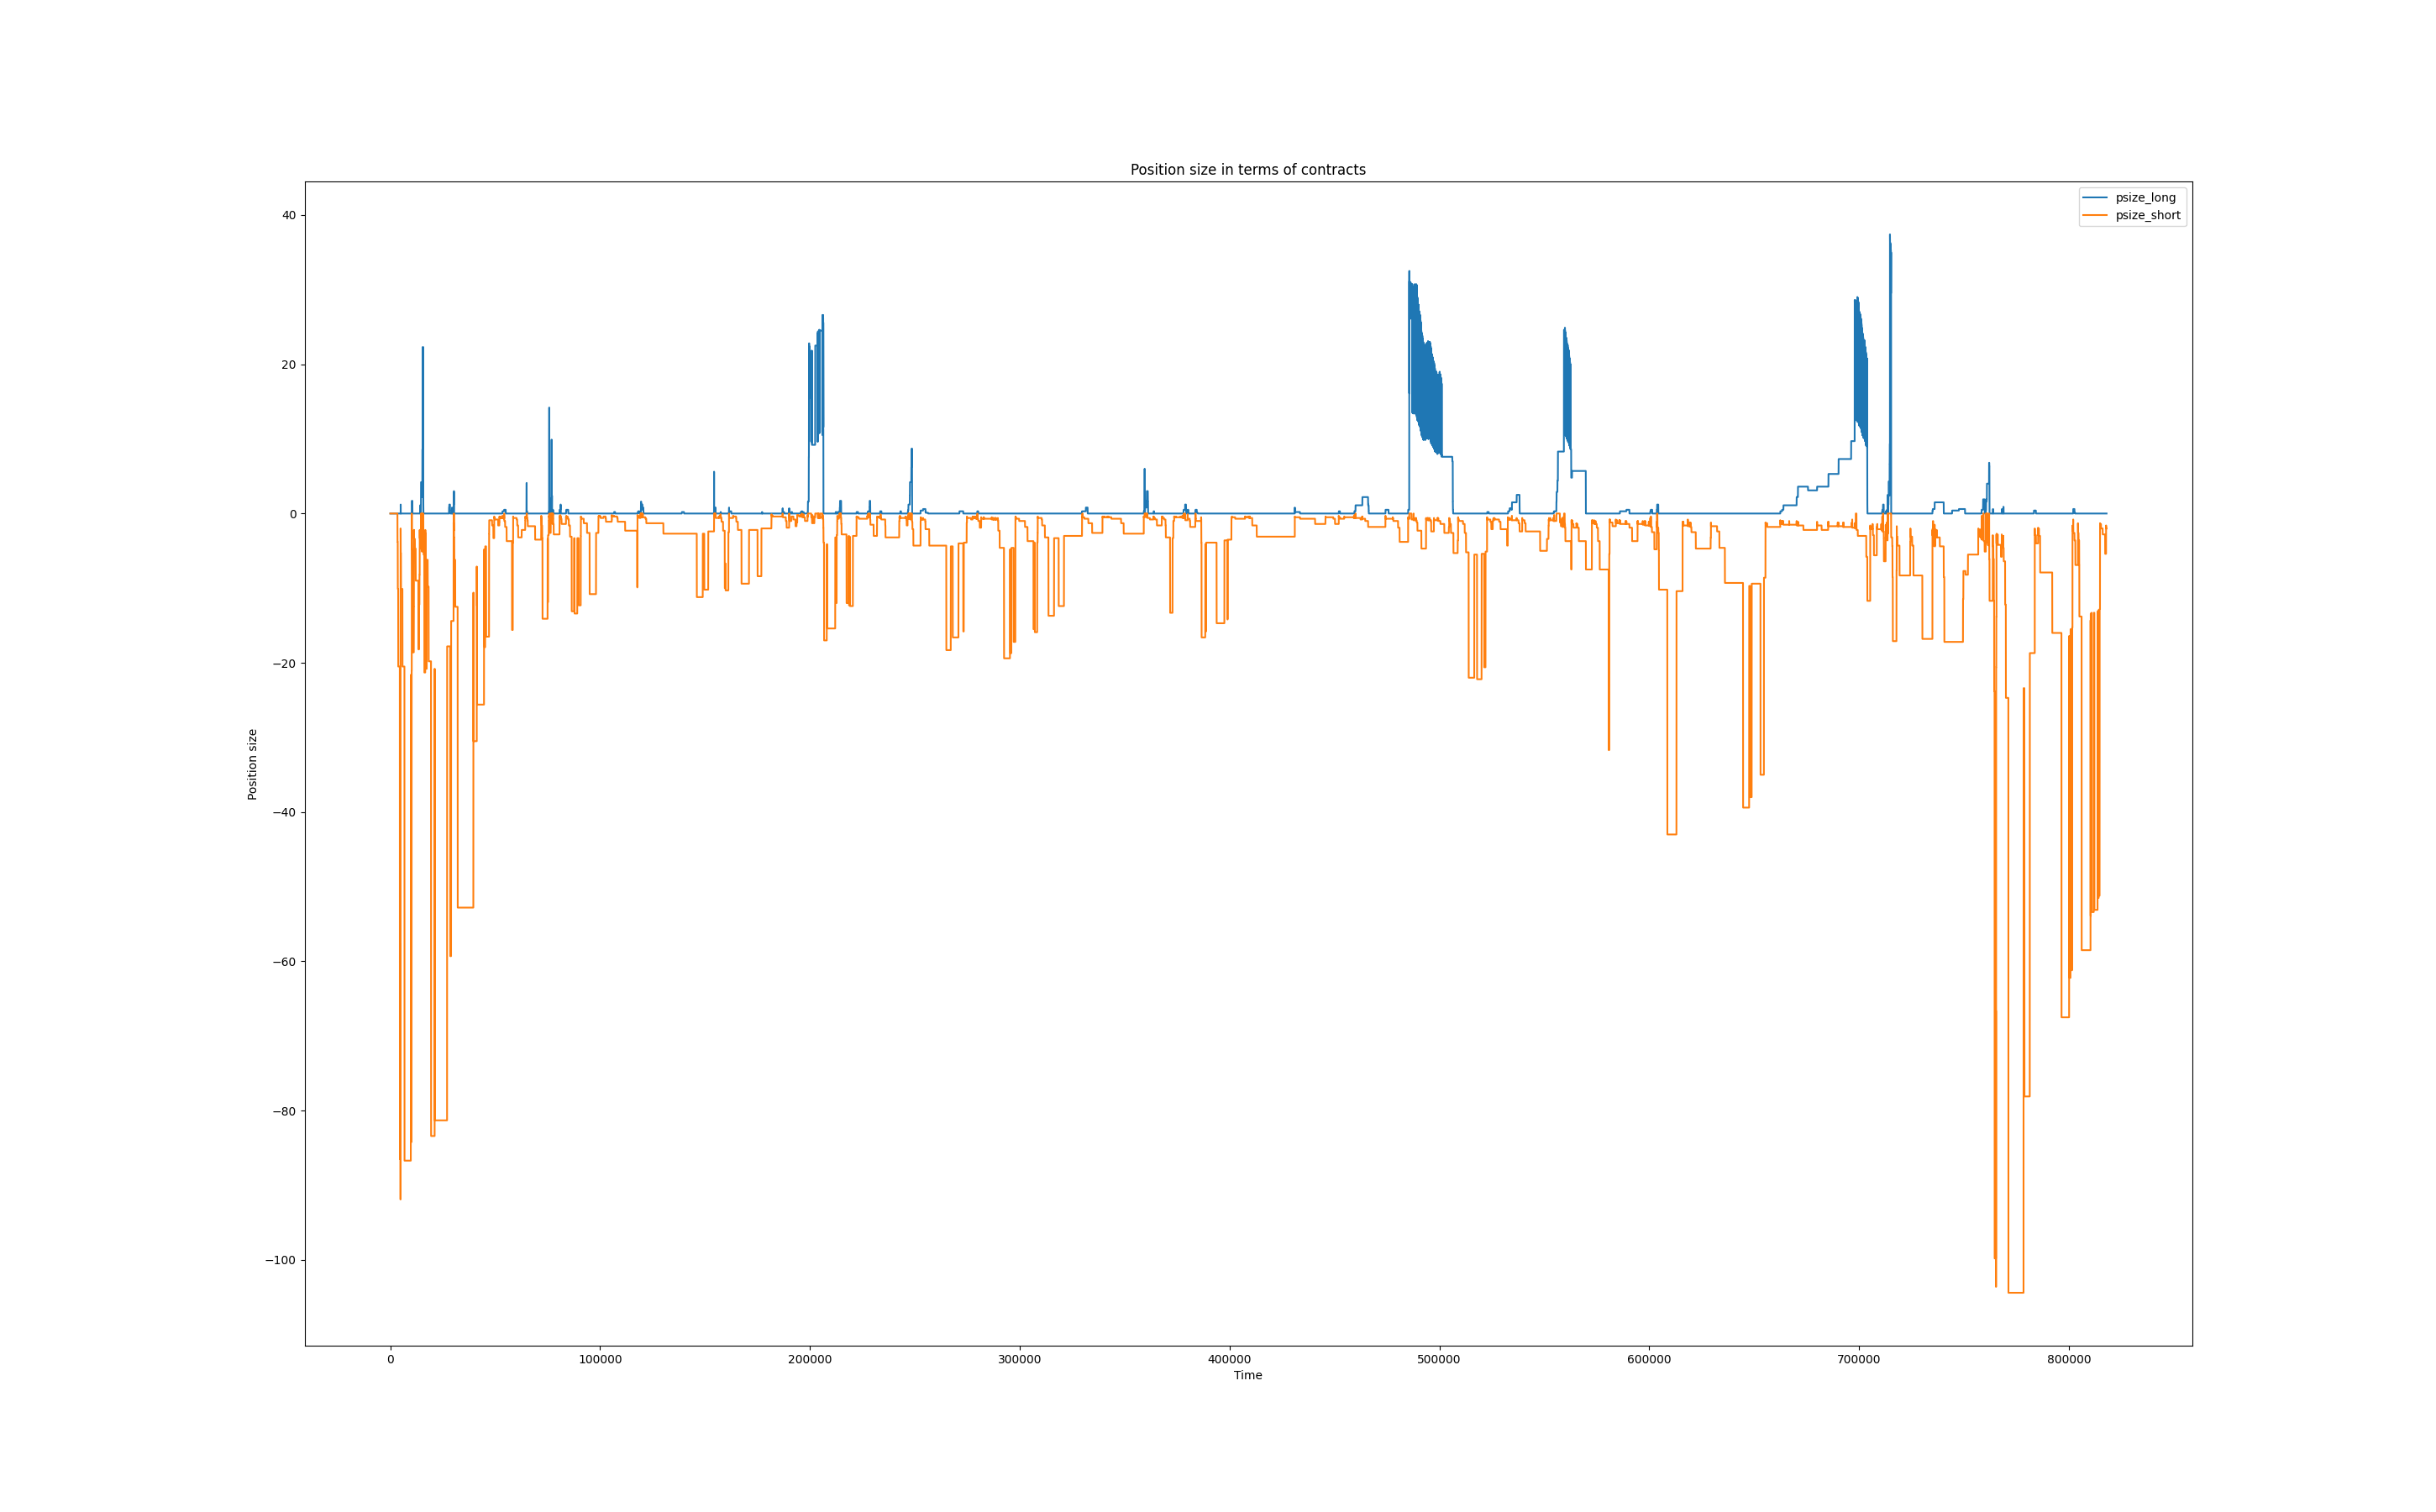 Position size in terms of contracts
psize_long
psize_short
40
20
0
−20
−40
−60
−80
−100
Position size
0 100000 200000 300000 400000 500000 600000 700000 800000
Time